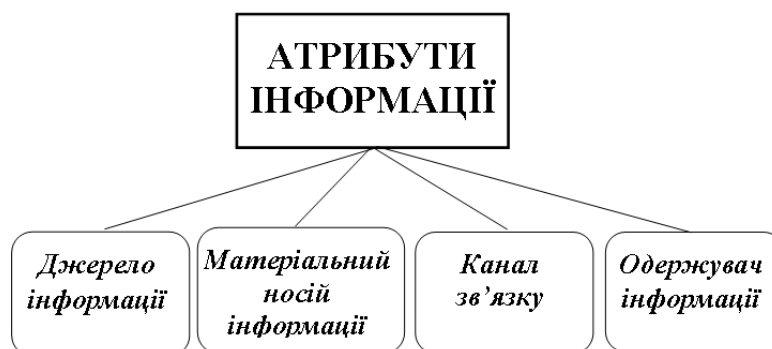 АТРИБУТИ
ІНФОРМАЦІЇ
Джерело
інформації
Матеріальний
носій
інформації
Канал
зв’язку
Одержувач
інформації